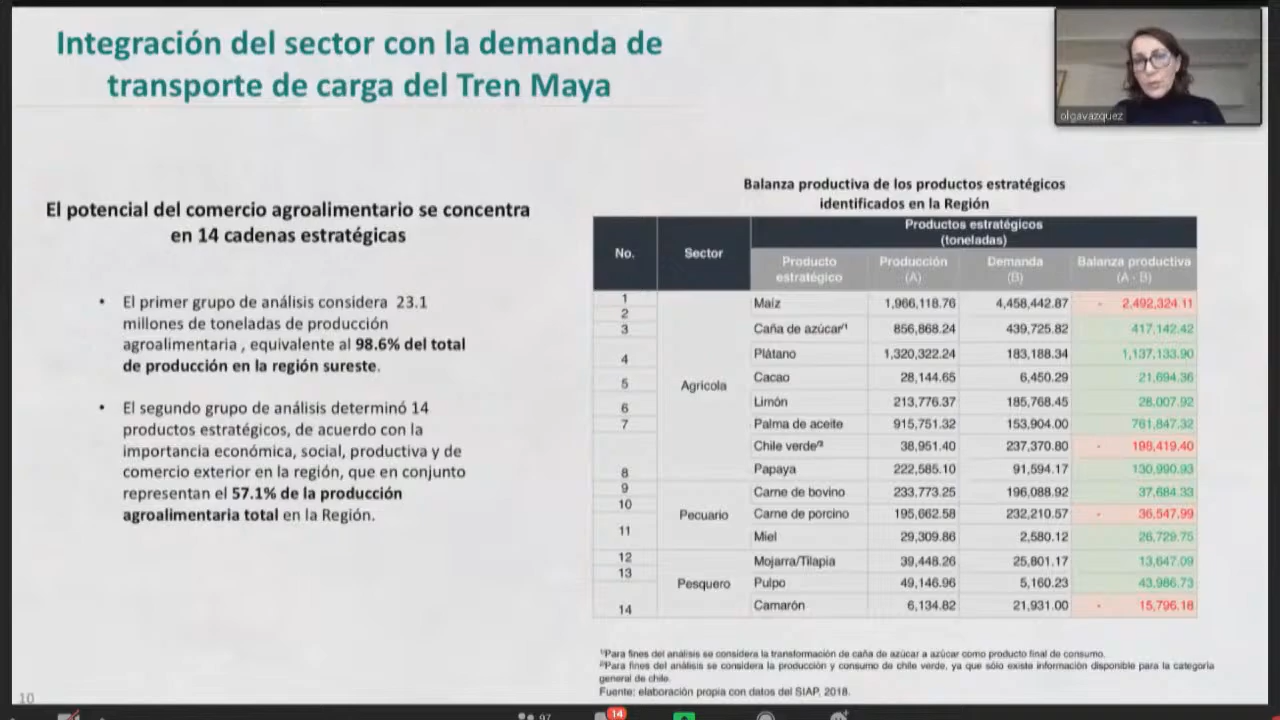 Integración del sector con la demanda de
transporte de carga del Tren Maya
olgavazquez
El potencial del comercio agroalimentario se concentra
en 14 cadenas estratégicas
• El primer grupo de análisis considera 23.1
millones de toneladas de producción
agroalimentaria , equivalente al 98.6% del total
de producción en la región sureste.
• El segundo grupo de análisis determinó 14
productos estratégicos, de acuerdo con la
importancia económica, social, productiva y de
comercio exterior en la región, que en conjunto
representan el 57.1% de la producción
agroalimentaria total en la Región.
Balanza productiva de los productos estratégicos
identificados en la Región
No. Sector Productos estratégicos
(toneladas)
Producto estratégico Producción (A) Demanda (B) Balanza productiva (A - B)
1 Agricola Maiz 1,966,118.76 4,458,442.87 - 2,492,324.11
2 Caña de azúcar¹⁾ 856,868.24 439,725.82 417,142.42
3 Plátano 1,320,322.24 183,188.34 1,137,133.90
4 Cacao 28,144.65 6,450.29 21,694.36
5 Limón 213,776.37 185,768.45 28,007.92
6 Palma de aceite 915,751.32 153,904.00 761,847.32
7 Chile verde²⁾ 38,951.40 237,370.80 - 198,419.40
8 Papaya 222,585.10 91,594.17 130,990.93
9 Pecuario Carne de bovino 233,773.25 196,088.92 37,684.33
10 Carne de porcino 195,662.58 232,210.57 - 36,547.99
11 Miel 29,309.86 2,580.12 26,729.75
12 Pesquero Mojarra/Tilapia 39,448.26 25,801.17 13,647.09
13 Pulpo 49,146.96 5,160.23 43,986.73
14 Camarón 6,134.82 21,931.00 - 15,796.18
¹⁾Para fines del análisis se considera la transformación de caña de azúcar a azúcar como producto final de consumo.
²⁾Para fines del análisis se considera la producción y consumo de chile verde, ya que sólo existe información disponible para la categoría
general de chile.
Fuente: elaboración propia con datos del SIAP, 2018.
10
97
14